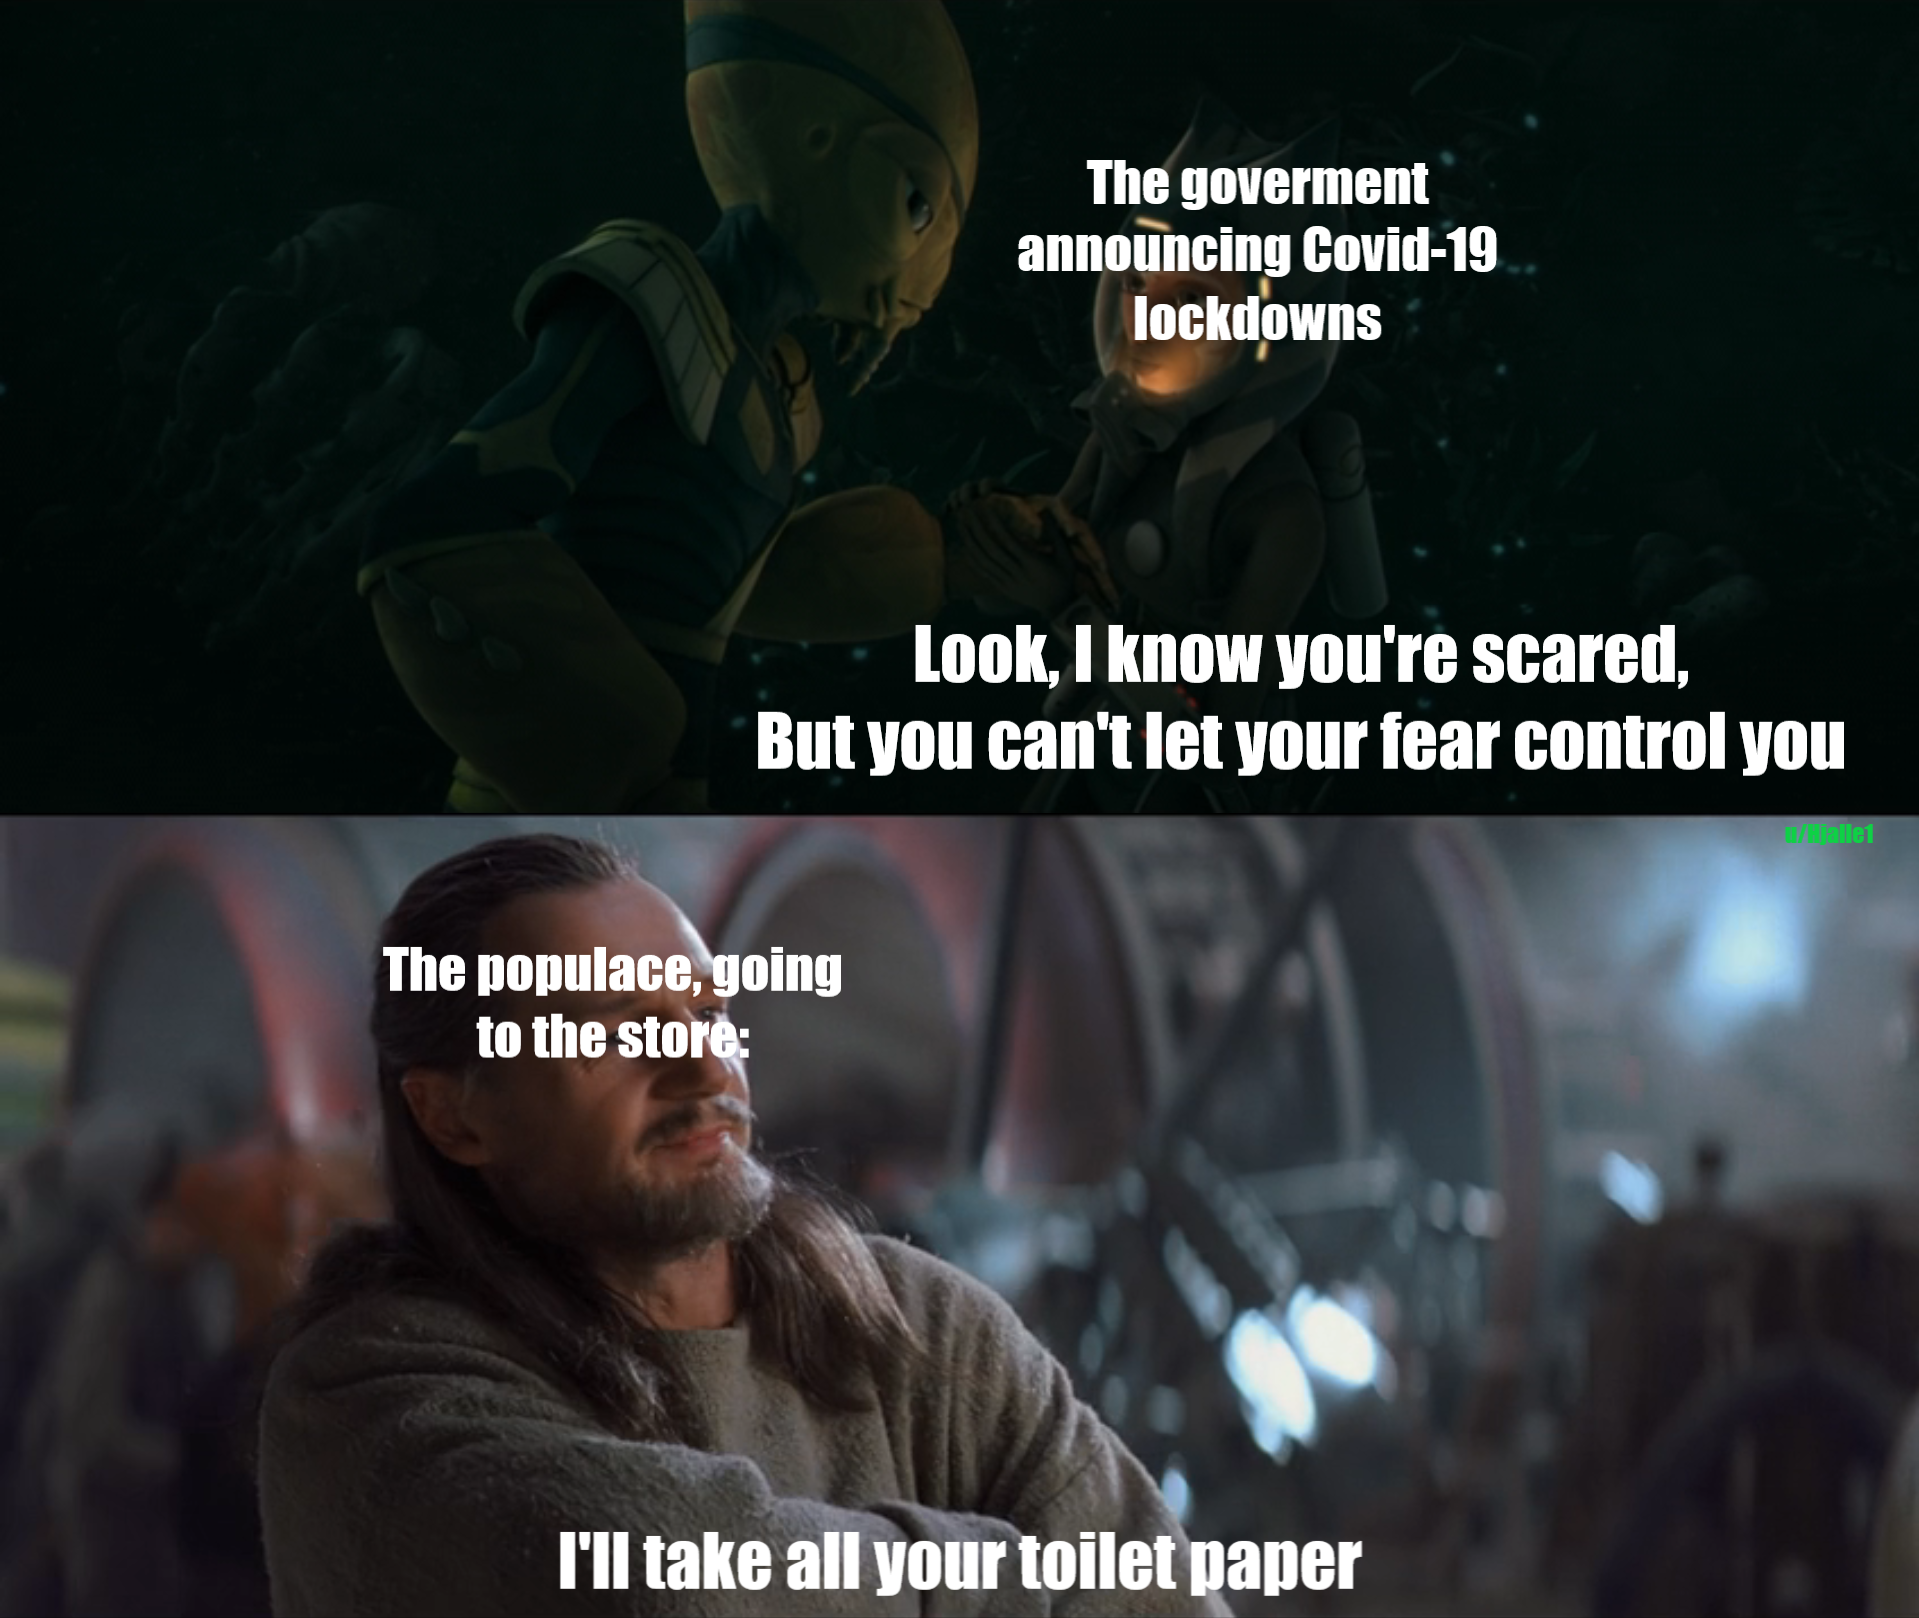 The goverment
announcing Covid-19
lockdowns
Look, I know you're scared,
But you can't let your fear control you
u/Hjalle1
The populace, going
to the store:
I'll take all your toilet paper